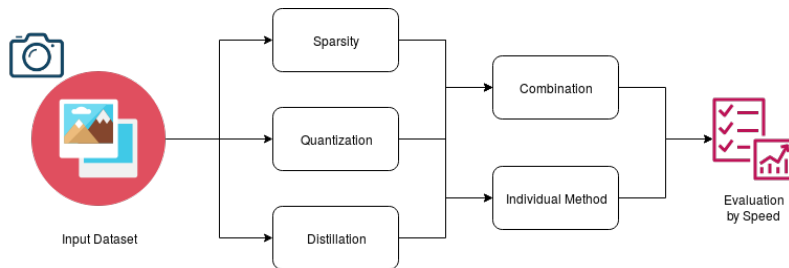 Sparsity
Combination
Quantization
Individual Method
Distillation
Input Dataset
Evaluation
by Speed